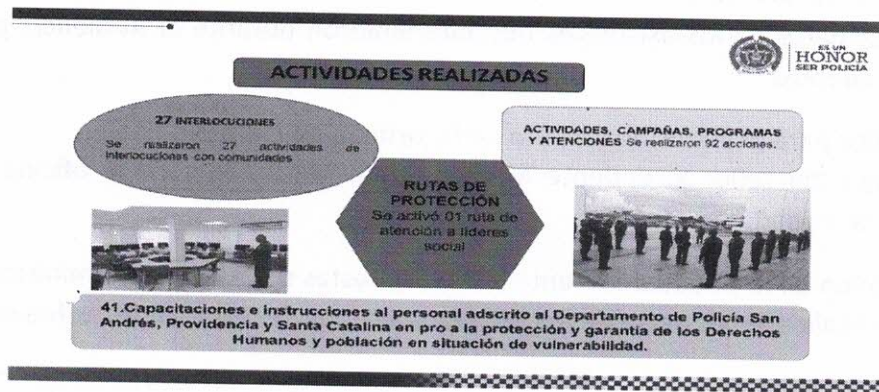 ES UN
HONOR
SER POLICÍA
ACTIVIDADES REALIZADAS
27 INTERLOCUCIONES
Se realizaron 27 actividades de
interlocuciones con comunidades
ACTIVIDADES, CAMPAÑAS, PROGRAMAS
Y ATENCIONES Se realizaron 92 acciones.
RUTAS DE
PROTECCIÓN
Se activó 01 ruta de
atención a líderes
social
41.Capacitaciones e instrucciones al personal adscrito al Departamento de Policía San
Andrés, Providencia y Santa Catalina en pro a la protección y garantía de los Derechos
Humanos y población en situación de vulnerabilidad.